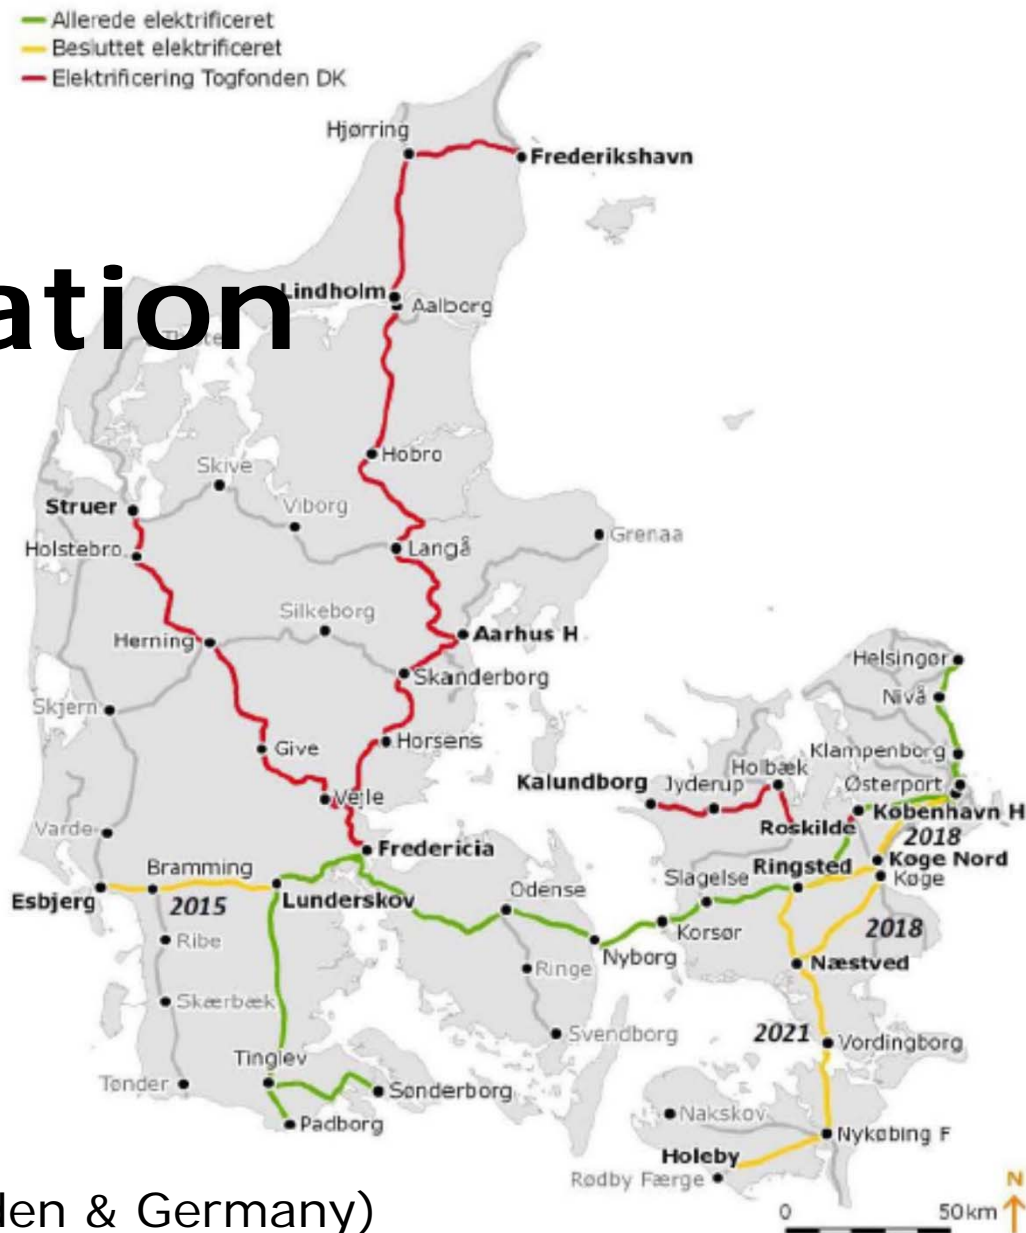 Allerede elektrificeret
Besluttet elektrificeret
Elektrificering Togfonden DK
Hjørring
Frederikshavn
ation
Lindholm
Aalborg
Hobro
Skive
Struer
Viborg
Grenaa
Holstebro
Langå
Silkeborg
Herning
Aarhus H
Helsingør
Skanderborg
Nivå
Skjern
Horsens
Give
Klampenborg
Holbæk
Kalundborg
Jyderup
Østerport
Vejle
København H
Roskilde
Varde
2018
Fredericia
Køge Nord
Bramming
Ringsted
Slagelse
Køge
Odense
Esbjerg
2015
Lunderskov
Korsør
2018
Ribe
Nyborg
Næstved
Ringe
Skærbæk
Svendborg
2021
Vordingborg
Tinglev
Tønder
Sønderborg
Nakskov
Padborg
Nykøbing F
Holeby
Rødby Færge
N
den & Germany)
0
50 km